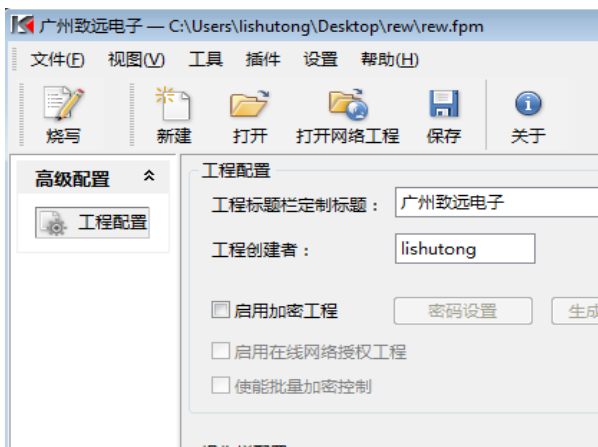 广州致远电子 — C:\Users\lishutong\Desktop\rew\rew.fpm
文件(F) 视图(V) 工具 插件 设置 帮助(H)
烧写 新建 打开 打开网络工程 保存 关于
高级配置
工程配置
工程配置
工程标题栏定制标题： 广州致远电子
工程创建者： lishutong
启用加密工程 密码设置 生成
启用在线网络授权工程
使能批量加密控制